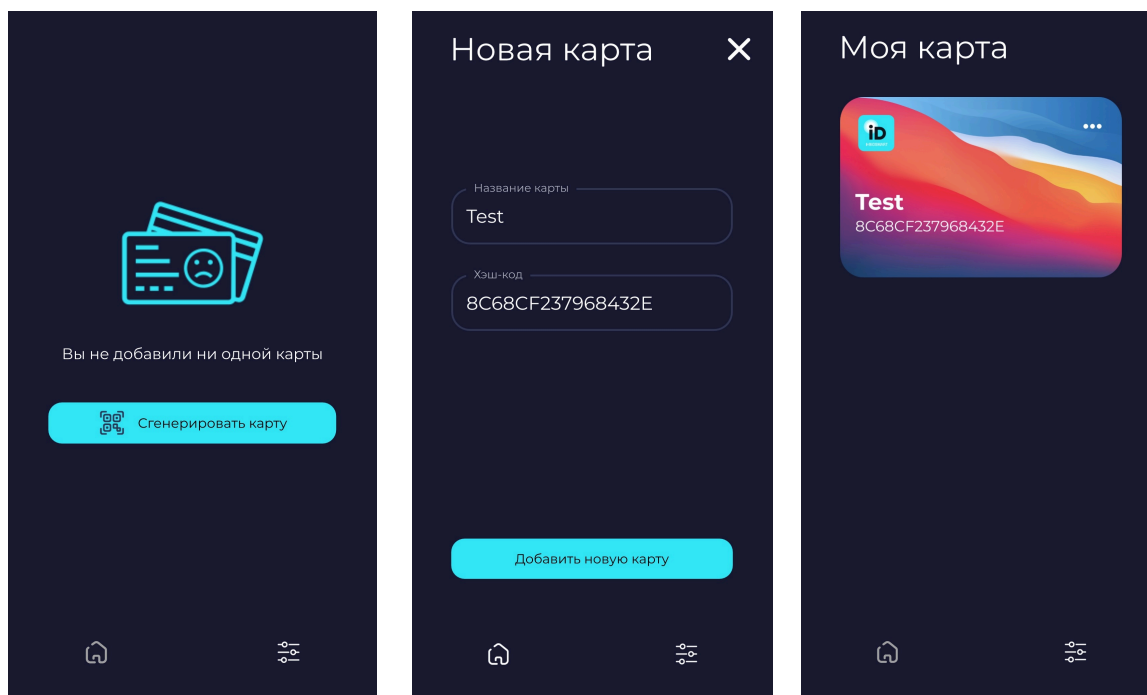 Вы не добавили ни одной карты
Сгенерировать карту
Новая карта
Название карты
Test
Хэш-код
8C68CF237968432E
Добавить новую карту
Моя карта
iD
Test
8C68CF237968432E